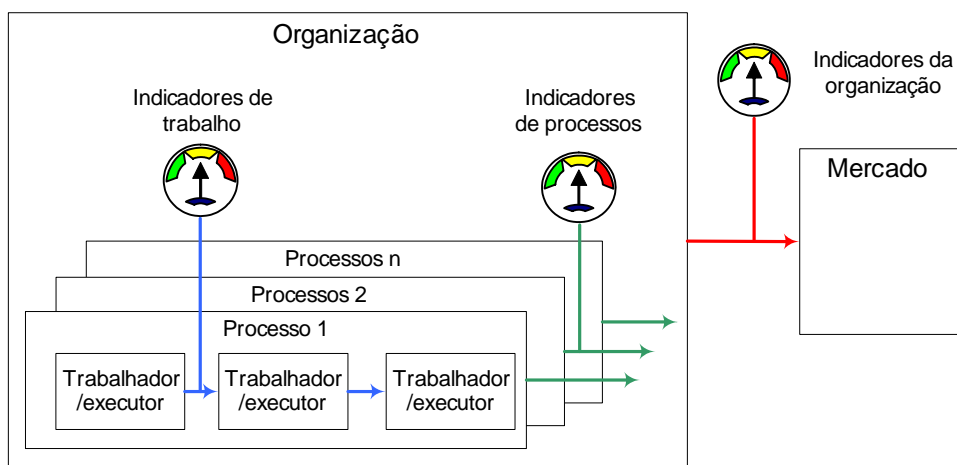 Organização
Indicadores da
organização
Indicadores de
trabalho
Indicadores
de processos
Mercado
Processos n
Processos 2
Processo 1
Trabalhador
/executor
Trabalhador
/executor
Trabalhador
/executor